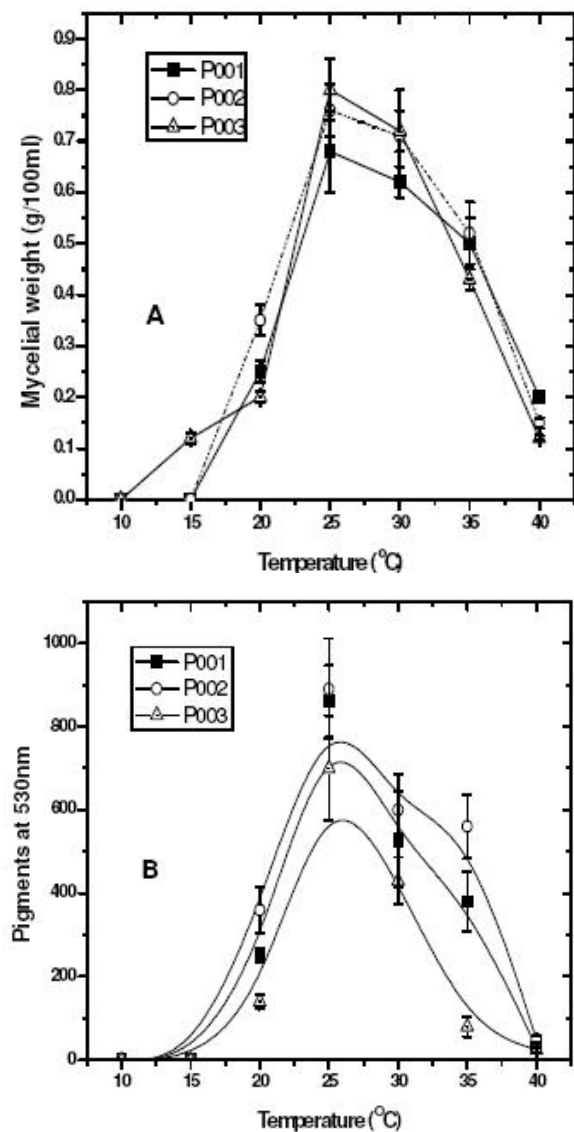 0.9
0.8
0.7
0.6
0.5
0.4
0.3
0.2
0.1
0.0
Mycelial weight (g/100ml)
P001
P002
P003
A
10 15 20 25 30 35 40
Temperature (°C)
1000
800
600
400
200
0
Pigments at 530nm
P001
P002
P003
B
10 15 20 25 30 35 40
Temperature (°C)